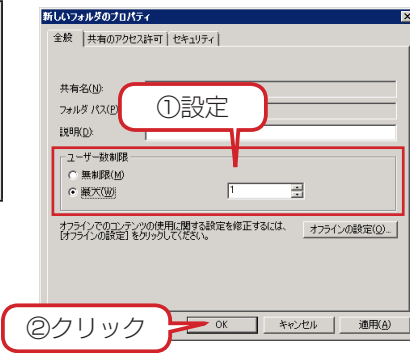 新しいフォルダのプロパティ
全般 共有のアクセス許可 セキュリティ
共有名(N):
フォルダ パス(P)
①設定
説明(D):
ユーザー数制限
無制限(M)
最大(W) 1
オフラインでのコンテンツの使用に関する設定を修正するには、
[オフラインの設定] をクリックしてください。
オフラインの設定(O)...
②クリック
OK キャンセル 適用(A)